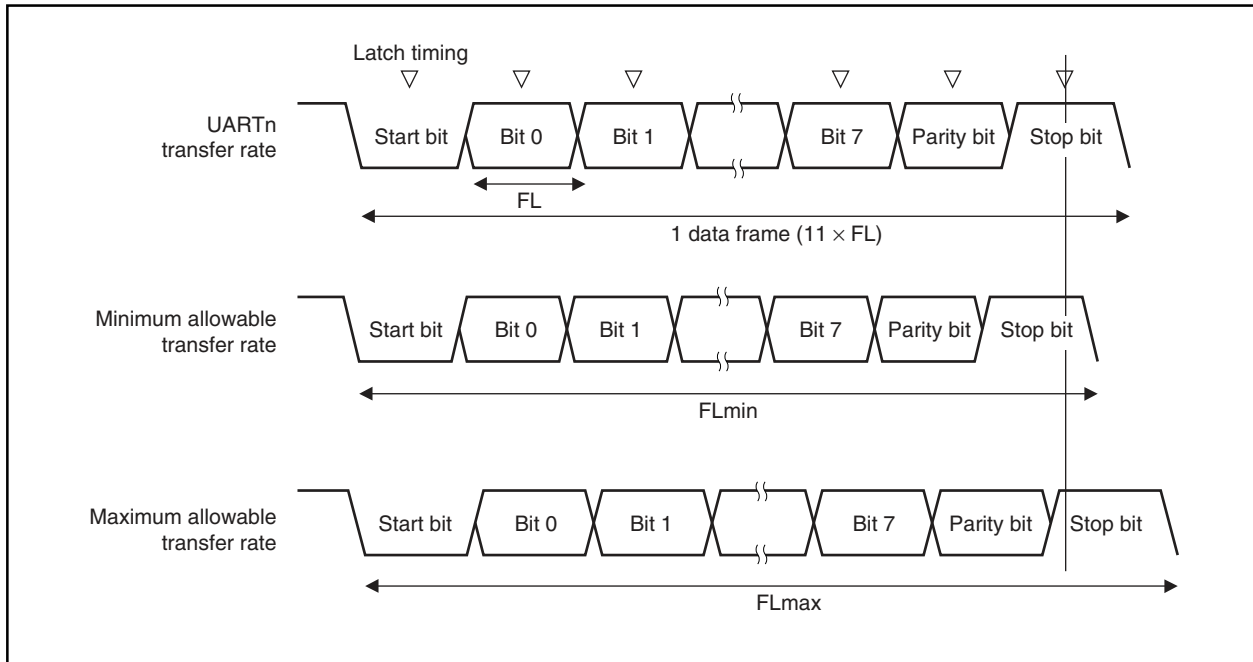 Latch timing
UARTn
transfer rate
Start bit Bit 0 Bit 1 Bit 7 Parity bit Stop bit
FL
1 data frame (11 × FL)
Minimum allowable
transfer rate
Start bit Bit 0 Bit 1 Bit 7 Parity bit Stop bit
FLmin
Maximum allowable
transfer rate
Start bit Bit 0 Bit 1 Bit 7 Parity bit Stop bit
FLmax